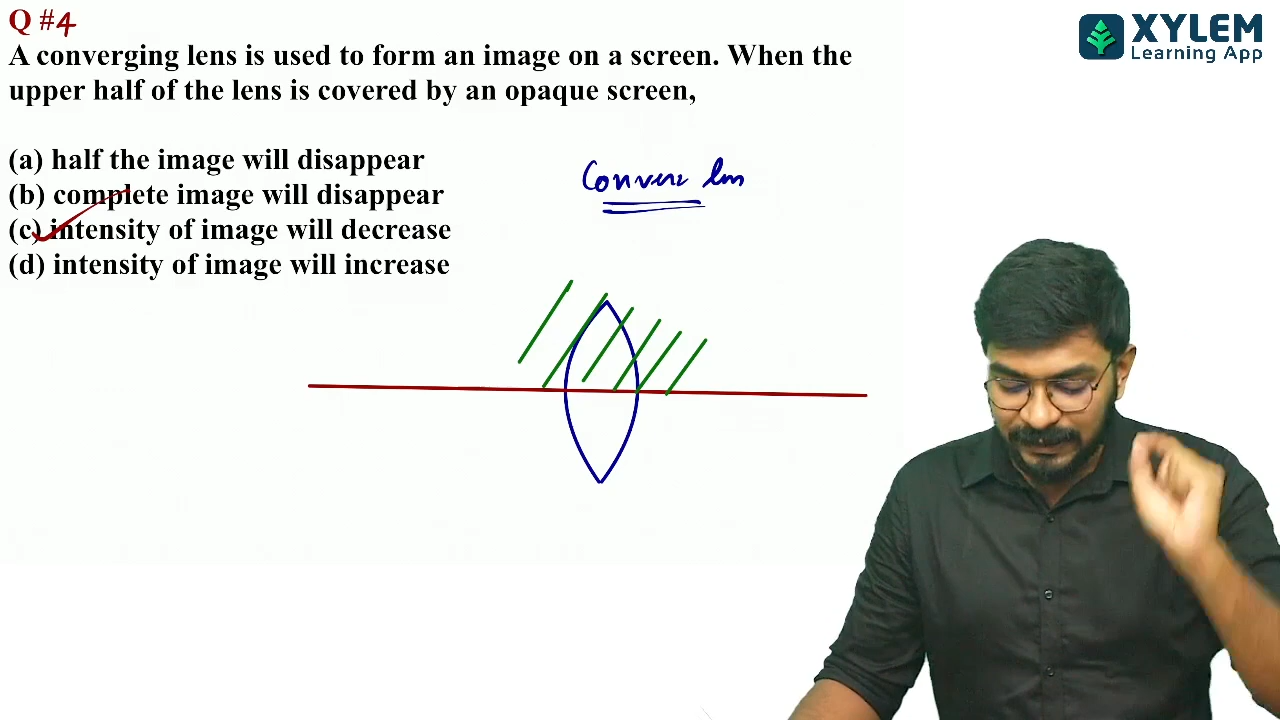 Q #4
XYLEM
Learning App
A converging lens is used to form an image on a screen. When the
upper half of the lens is covered by an opaque screen,
(a) half the image will disappear
(b) complete image will disappear
(c) intensity of image will decrease
(d) intensity of image will increase